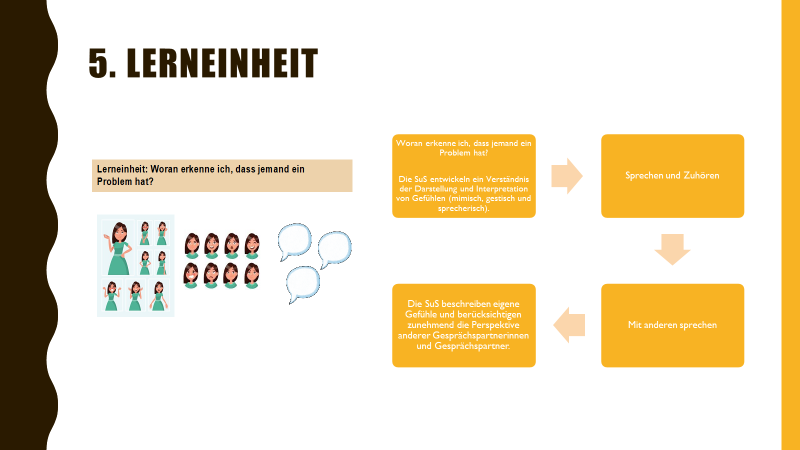 5. LERNEINHEIT
Lerneinheit: Woran erkenne ich, dass jemand ein
Problem hat?
Woran erkenne ich, dass jemand ein
Problem hat?
Die SuS entwickeln ein Verständnis
der Darstellung und Interpretation
von Gefühlen (mimisch, gestisch und
sprecherisch).
Sprechen und Zuhören
Mit anderen sprechen
Die SuS beschreiben eigene
Gefühle und berücksichtigen
zunehmend die Perspektive
anderer Gesprächspartnerinnen
und Gesprächspartner.